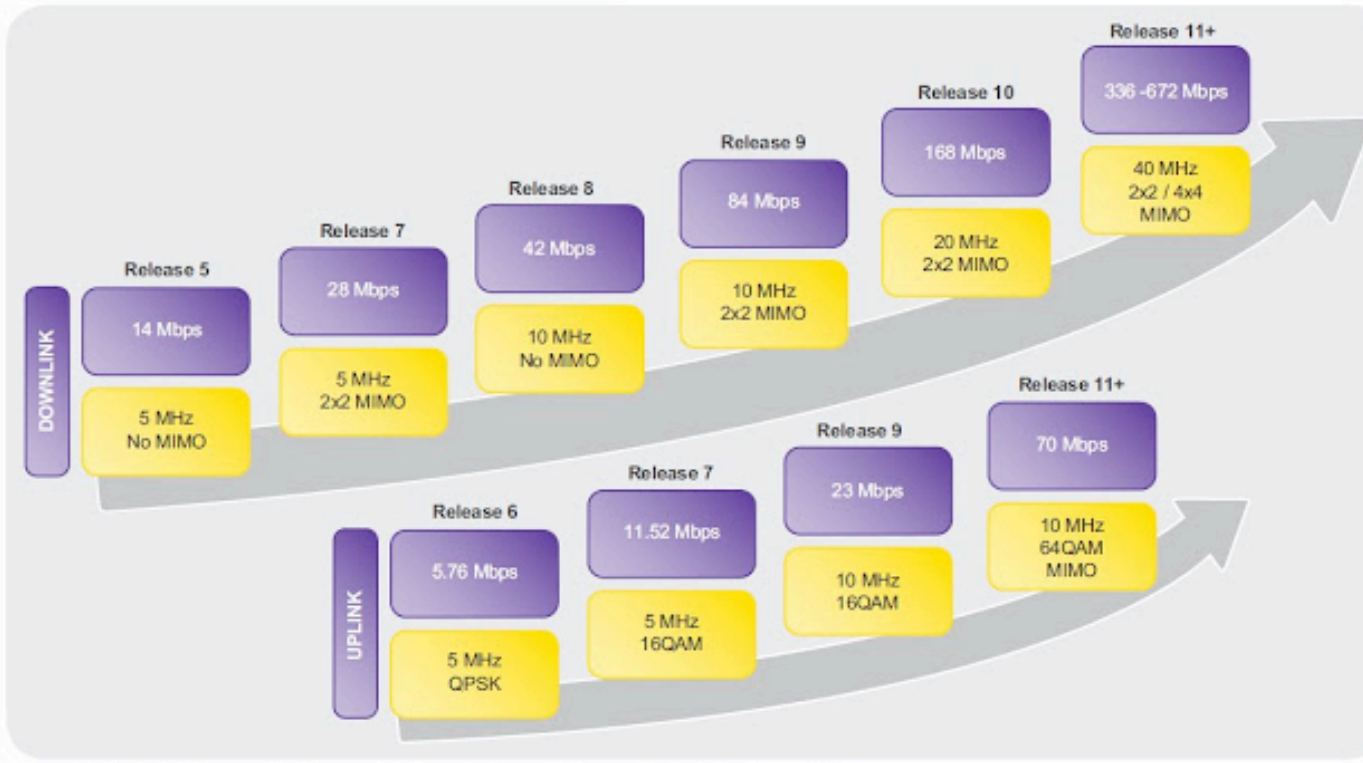 DOWNLINK
Release 5
14 Mbps
5 MHz
No MIMO
Release 7
28 Mbps
5 MHz
2x2 MIMO
Release 8
42 Mbps
10 MHz
No MIMO
Release 9
84 Mbps
10 MHz
2x2 MIMO
Release 10
168 Mbps
20 MHz
2x2 MIMO
Release 11+
336 -672 Mbps
40 MHz
2x2 / 4x4
MIMO
UPLINK
Release 6
5.76 Mbps
5 MHz
QPSK
Release 7
11.52 Mbps
5 MHz
16QAM
Release 9
23 Mbps
10 MHz
16QAM
Release 11+
70 Mbps
10 MHz
64QAM
MIMO